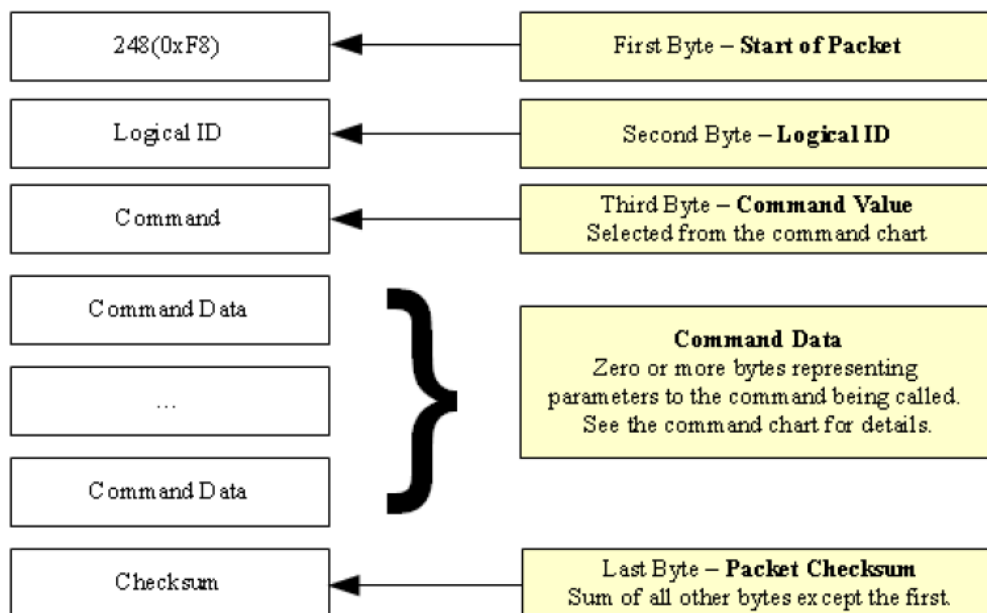 248(0xF8)
First Byte – Start of Packet
Logical ID
Second Byte – Logical ID
Command
Third Byte – Command Value
Selected from the command chart
Command Data
...
Command Data
}
Command Data
Zero or more bytes representing
parameters to the command being called.
See the command chart for details.
Checksum
Last Byte – Packet Checksum
Sum of all other bytes except the first.